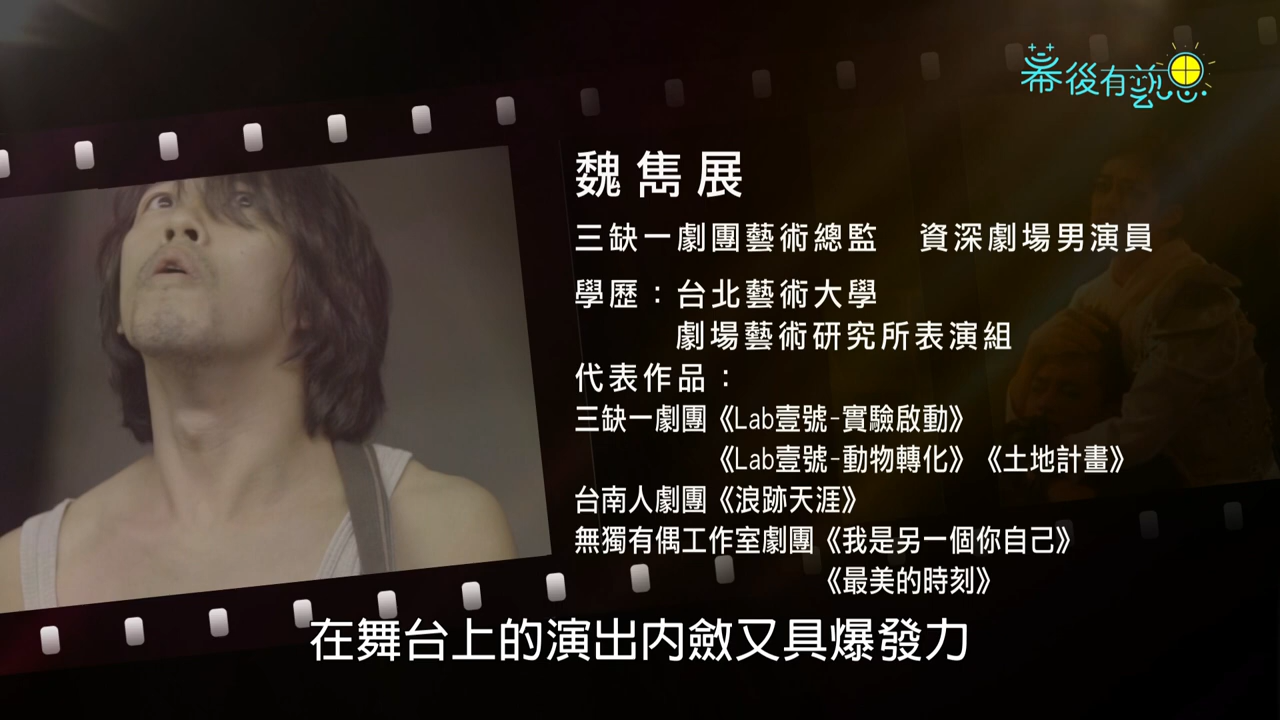 幕後有藝思
魏雋展
三缺一劇團藝術總監 資深劇場男演員
學歷：台北藝術大學
劇場藝術研究所表演組
代表作品：
三缺一劇團《Lab壹號-實驗啟動》
《Lab壹號-動物轉化》《土地計畫》
台南人劇團《浪跡天涯》
無獨有偶工作室劇團《我是另一個你自己》
《最美的時刻》
在舞台上的演出內斂又具爆發力